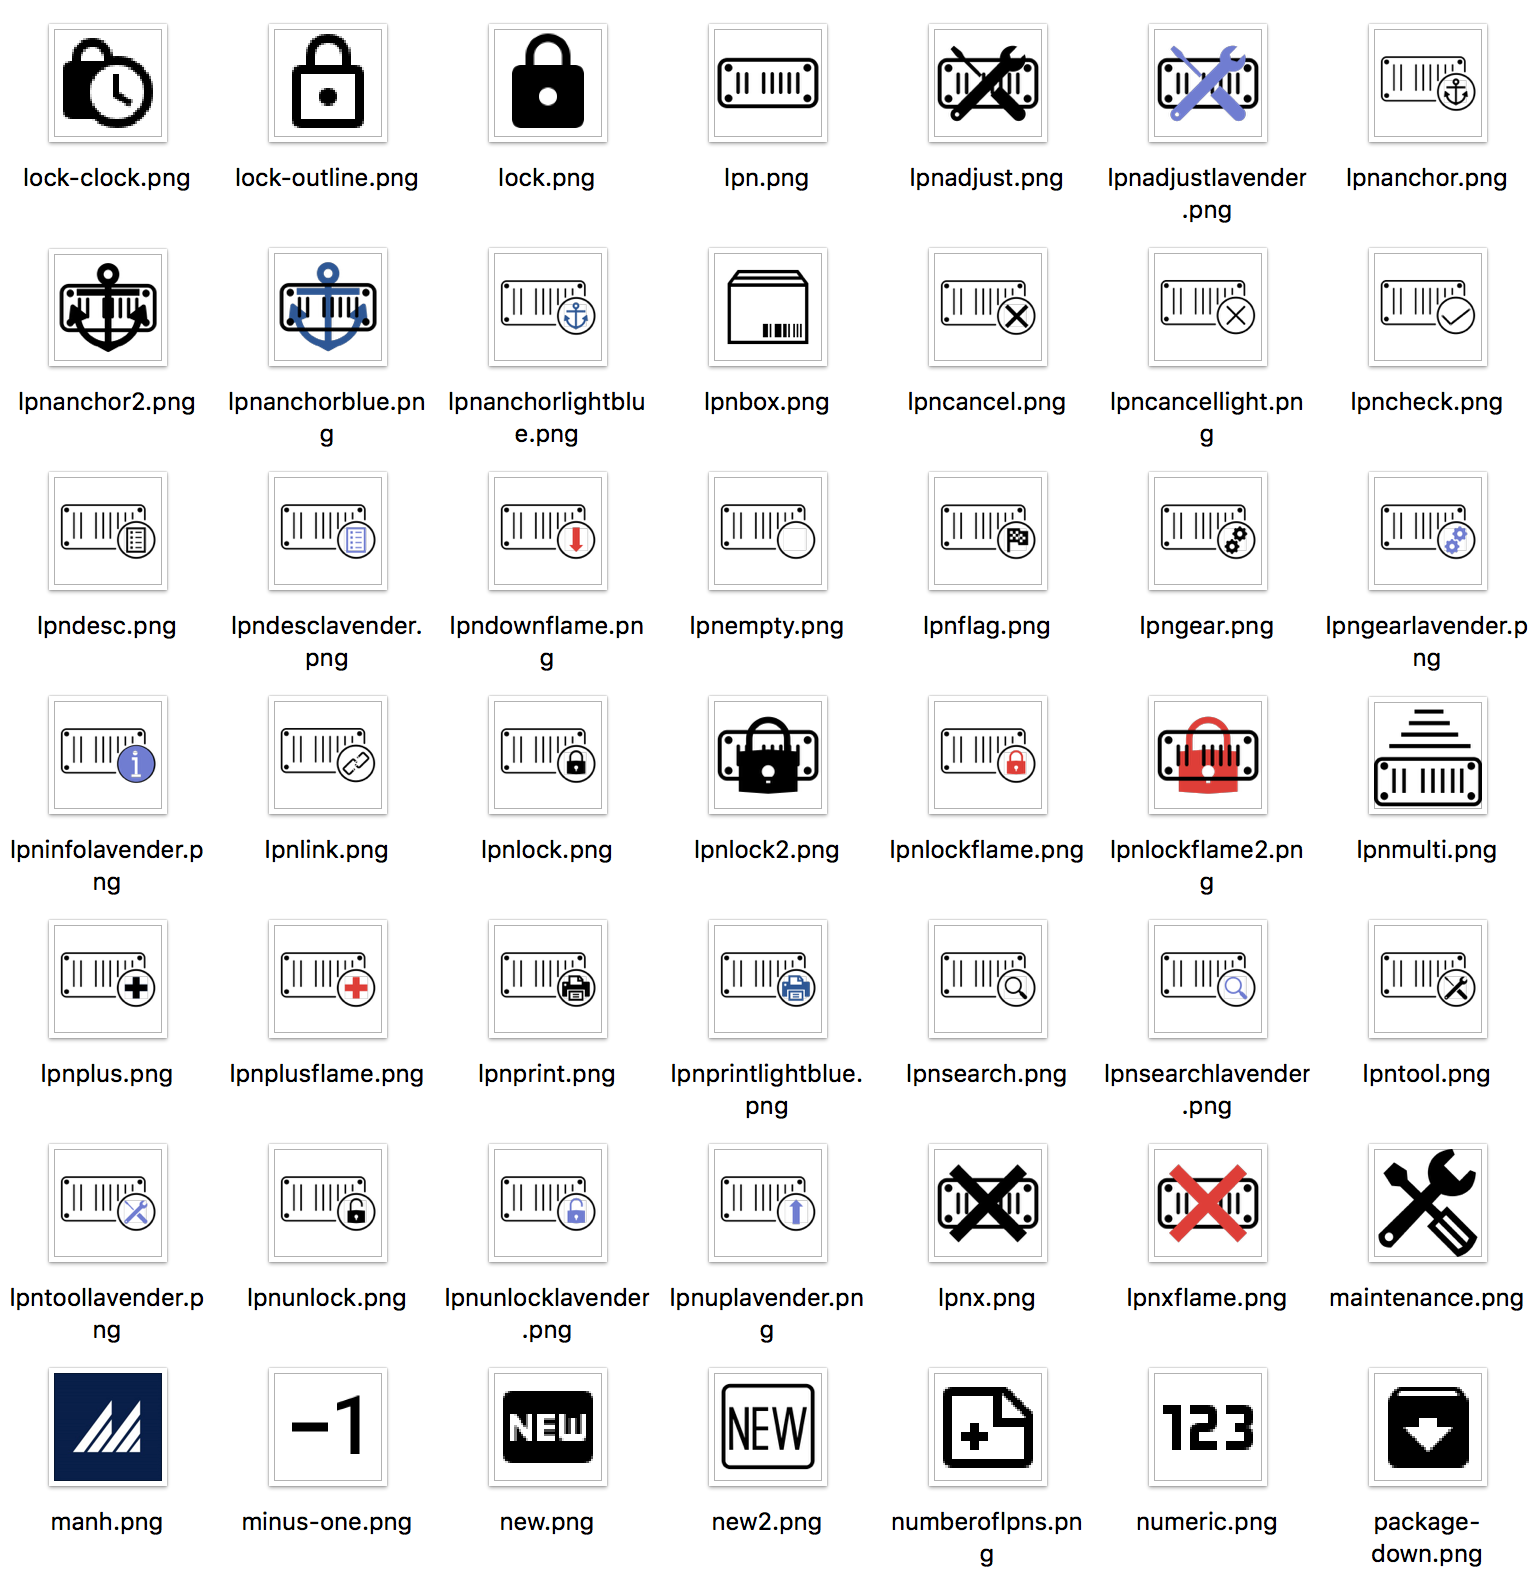 lock-clock.png
lock-outline.png
lock.png
lpn.png
lpnadjust.png
lpnadjustlavender
.png
lpnanchor.png
lpnanchor2.png
lpnanchorblue.pn
g
lpnanchorlightblu
e.png
lpnbox.png
lpncancel.png
lpncancellight.pn
g
lpncheck.png
lpndesc.png
lpndesclavender.
png
lpndownflame.pn
g
lpnempty.png
lpnflag.png
lpngear.png
lpngearlavender.p
ng
i
lpninfolavender.p
ng
lpnlink.png
lpnlock.png
lpnlock2.png
lpnlockflame.png
lpnlockflame2.pn
g
lpnmulti.png
lpnplus.png
lpnplusflame.png
lpnprint.png
lpnprintlightblue.
png
lpnsearch.png
lpnsearchlavender
.png
lpntool.png
lpntoollavender.p
ng
lpnunlock.png
lpnunlocklavender
.png
lpnuplavender.pn
g
lpnx.png
lpnxflame.png
maintenance.png
manh.png
−1
minus-one.png
NEW
new.png
NEW
new2.png
numberoflpns.pn
g
123
numeric.png
package-
down.png